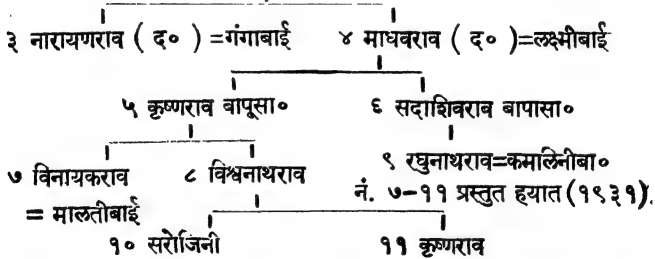 ३ नारायणराव ( द० ) =गंगाबाई ४ माधवराव ( द० )=लक्ष्मीबाई
५ कृष्णराव बापूसा० ६ सदाशिवराव बापासा०
७ विनायकराव ८ विश्वनाथराव ९ रघुनाथराव=कमालिनीबा०
= मालतीबाई नं. ७-११ प्रस्तुत हयात (१९३१).
१० सरोजिनी ११ कृष्णराव